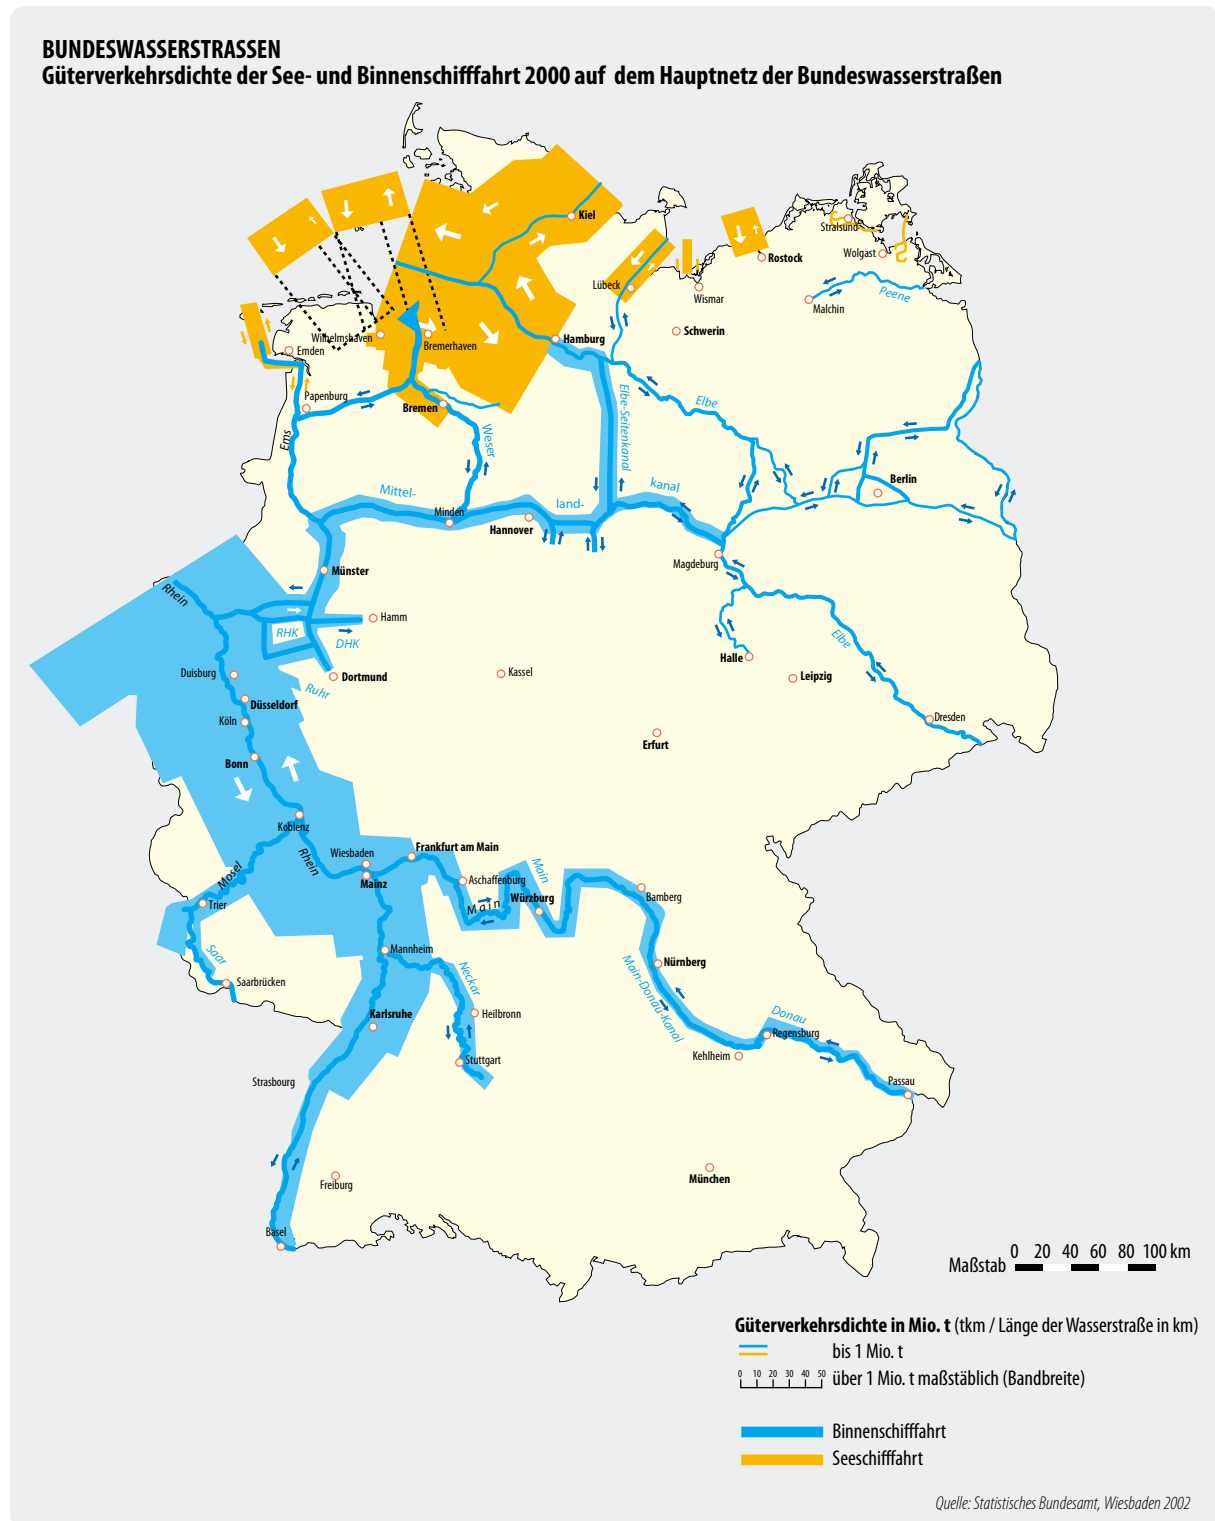 BUNDESWASSERSTRASSEN
Güterverkehrsdichte der See- und Binnenschifffahrt 2000 auf dem Hauptnetz der Bundeswasserstraßen
Kiel
Stralsund
Wolgast
Rostock
Lübeck
Wismar
Malchin
Peene
Schwerin
Wilhelmshaven
Bremerhaven
Hamburg
Emden
Papenburg
Bremen
Elbe
Elbe-Seitenkanal
Ems
Weser
Berlin
Mittel-
land-
kanal
Minden
Hannover
Magdeburg
Münster
Rhein
Hamm
RHK
DHK
Elbe
Halle
Leipzig
Duisburg
Dortmund
Kassel
Ruhr
Düsseldorf
Köln
Dresden
Erfurt
Bonn
Koblenz
Wiesbaden
Frankfurt am Main
Rhein
Mainz
Mosel
Aschaffenburg
Main
Main
Würzburg
Bamberg
Trier
Saar
Saarbrücken
Mannheim
Neckar
Nürnberg
Main-Donau-Kanal
Karlsruhe
Heilbronn
Donau
Regensburg
Kehlheim
Stuttgart
Strasbourg
Passau
Freiburg
München
Basel
Maßstab 0 20 40 60 80 100 km
Güterverkehrsdichte in Mio. t (tkm / Länge der Wasserstraße in km)
bis 1 Mio. t
0 10 20 30 40 50 über 1 Mio. t maßstäblich (Bandbreite)
Binnenschifffahrt
Seeschifffahrt
Quelle: Statistisches Bundesamt, Wiesbaden 2002